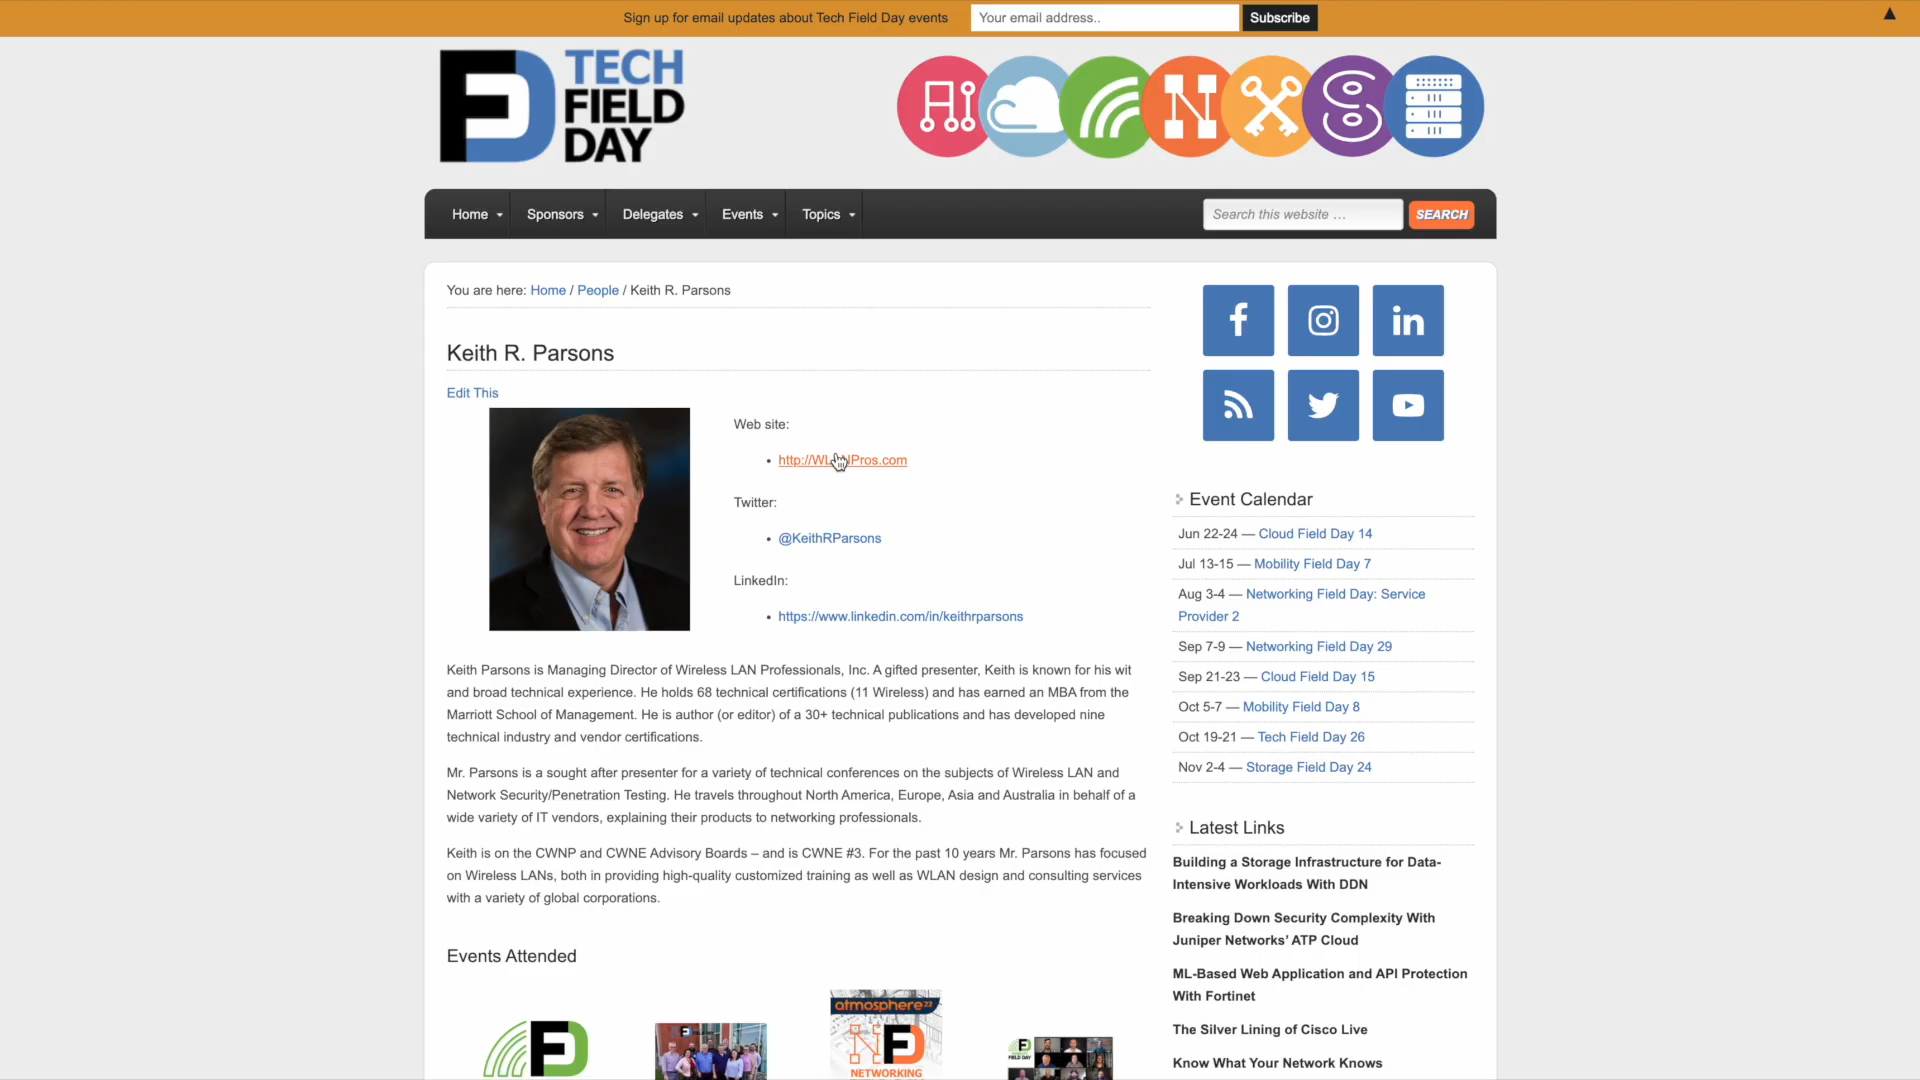 Sign up for email updates about Tech Field Day events
Your email address..
Subscribe
TECH
FIELD
DAY
Home
Sponsors
Delegates
Events
Topics
Search this website …
SEARCH
You are here: Home / People / Keith R. Parsons
Keith R. Parsons
Edit This
Web site:
http://WLANPros.com
Twitter:
@KeithRParsons
LinkedIn:
https://www.linkedin.com/in/keithrparsons
Keith Parsons is Managing Director of Wireless LAN Professionals, Inc. A gifted presenter, Keith is known for his wit
and broad technical experience. He holds 68 technical certifications (11 Wireless) and has earned an MBA from the
Marriott School of Management. He is author (or editor) of a 30+ technical publications and has developed nine
technical industry and vendor certifications.
Mr. Parsons is a sought after presenter for a variety of technical conferences on the subjects of Wireless LAN and
Network Security/Penetration Testing. He travels throughout North America, Europe, Asia and Australia in behalf of a
wide variety of IT vendors, explaining their products to networking professionals.
Keith is on the CWNP and CWNE Advisory Boards – and is CWNE #3. For the past 10 years Mr. Parsons has focused
on Wireless LANs, both in providing high-quality customized training as well as WLAN design and consulting services
with a variety of global corporations.
Events Attended
atmosphere'22
NETWORKING
FIELD DAY
Event Calendar
Jun 22-24 — Cloud Field Day 14
Jul 13-15 — Mobility Field Day 7
Aug 3-4 — Networking Field Day: Service
Provider 2
Sep 7-9 — Networking Field Day 29
Sep 21-23 — Cloud Field Day 15
Oct 5-7 — Mobility Field Day 8
Oct 19-21 — Tech Field Day 26
Nov 2-4 — Storage Field Day 24
Latest Links
Building a Storage Infrastructure for Data-
Intensive Workloads With DDN
Breaking Down Security Complexity With
Juniper Networks' ATP Cloud
ML-Based Web Application and API Protection
With Fortinet
The Silver Lining of Cisco Live
Know What Your Network Knows